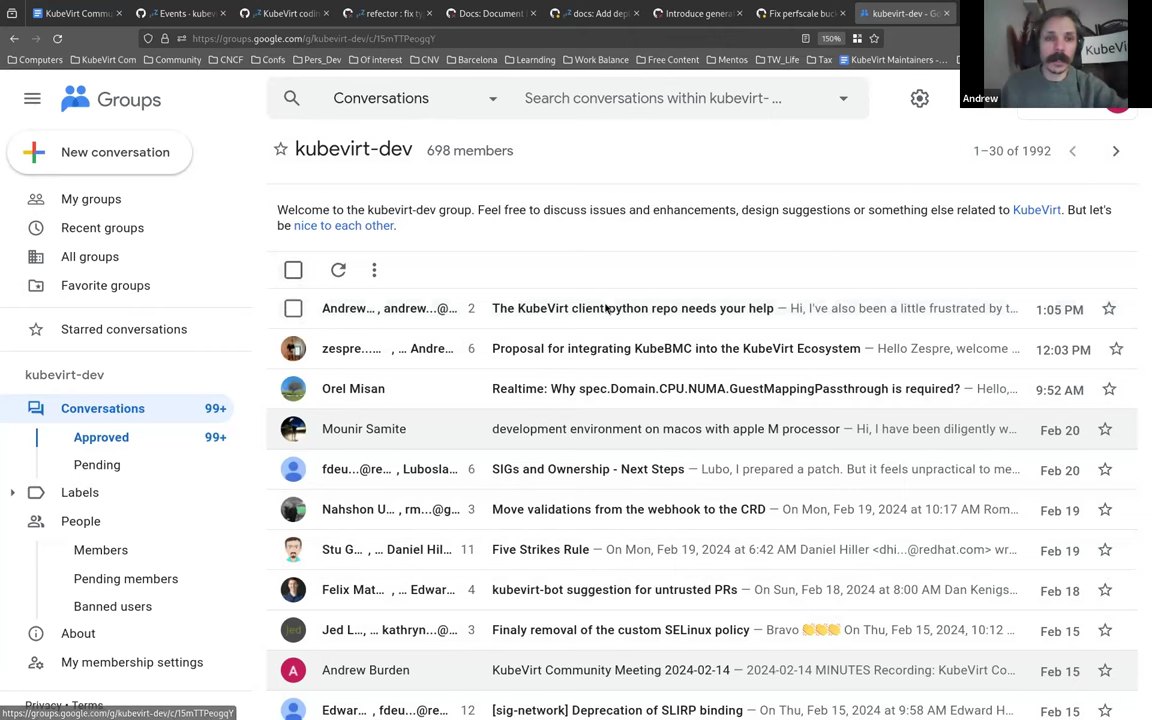 KubeVirt Commu
Events · kubev
KubeVirt codin
refector : fix ty
Docs: Document
docs: Add dep
Introduce genera
Fix perfscale buc
kubevirt-dev - Go
https://groups.google.com/g/kubevirt-dev/c/15mTTPeogqY
150%
Computers
KubeVirt Com
Community
CNCF
Confs
Pers_Dev
Of interest
CNV
Barcelona
Learnding
Work Balance
Free Content
Mentos
TW_Life
Tax
KubeVirt Maintainers -...
KubeVi
Andrew
Groups
Conversations
Search conversations within kubevirt- ...
New conversation
kubevirt-dev 698 members
1–30 of 1992
My groups
Recent groups
All groups
Favorite groups
Starred conversations
kubevirt-dev
Conversations 99+
Approved 99+
Pending
Labels
People
Members
Pending members
Banned users
About
My membership settings
Privacy • Terms
https://groups.google.com/g/kubevirt-dev/c/15mTTPeogqY
Welcome to the kubevirt-dev group. Feel free to discuss issues and enhancements, design suggestions or something else related to KubeVirt. But let's
be nice to each other.
Andrew... , andrew...@... 2 The KubeVirt client-python repo needs your help – Hi, I've also been a little frustrated by t... 1:05 PM
zespre..... , ... Andre... 6 Proposal for integrating KubeBMC into the KubeVirt Ecosystem – Hello Zespre, welcome ... 12:03 PM
Orel Misan Realtime: Why spec.Domain.CPU.NUMA.GuestMappingPassthrough is required? – Hello,... 9:52 AM
Mounir Samite development environment on macos with apple M processor – Hi, I have been diligently w... Feb 20
fdeu...@re... , Lubosla... 6 SIGs and Ownership - Next Steps – Lubo, I prepared a patch. But it feels unpractical to me... Feb 20
Nahshon U... , rm...@g... 3 Move validations from the webhook to the CRD – On Mon, Feb 19, 2024 at 10:17 AM Rom... Feb 19
Stu G... , ... Daniel Hil... 11 Five Strikes Rule – On Mon, Feb 19, 2024 at 6:42 AM Daniel Hiller <dhi...@redhat.com> wr... Feb 19
Felix Mat... , ... Edwar... 4 kubevirt-bot suggestion for untrusted PRs – On Sun, Feb 18, 2024 at 8:00 AM Dan Kenigs... Feb 18
Jed
Jed L...., ... kathryn...@... 3 Finaly removal of the custom SELinux policy – Bravo 👏👏👏 On Thu, Feb 15, 2024, 10:12 ... Feb 15
A
Andrew Burden KubeVirt Community Meeting 2024-02-14 – 2024-02-14 MINUTES Recording: KubeVirt Co... Feb 15
Edwar... , fdeu...@re... 12 [sig-network] Deprecation of SLIRP binding – On Thu, Feb 15, 2024 at 9:58 AM Edward H... Feb 15